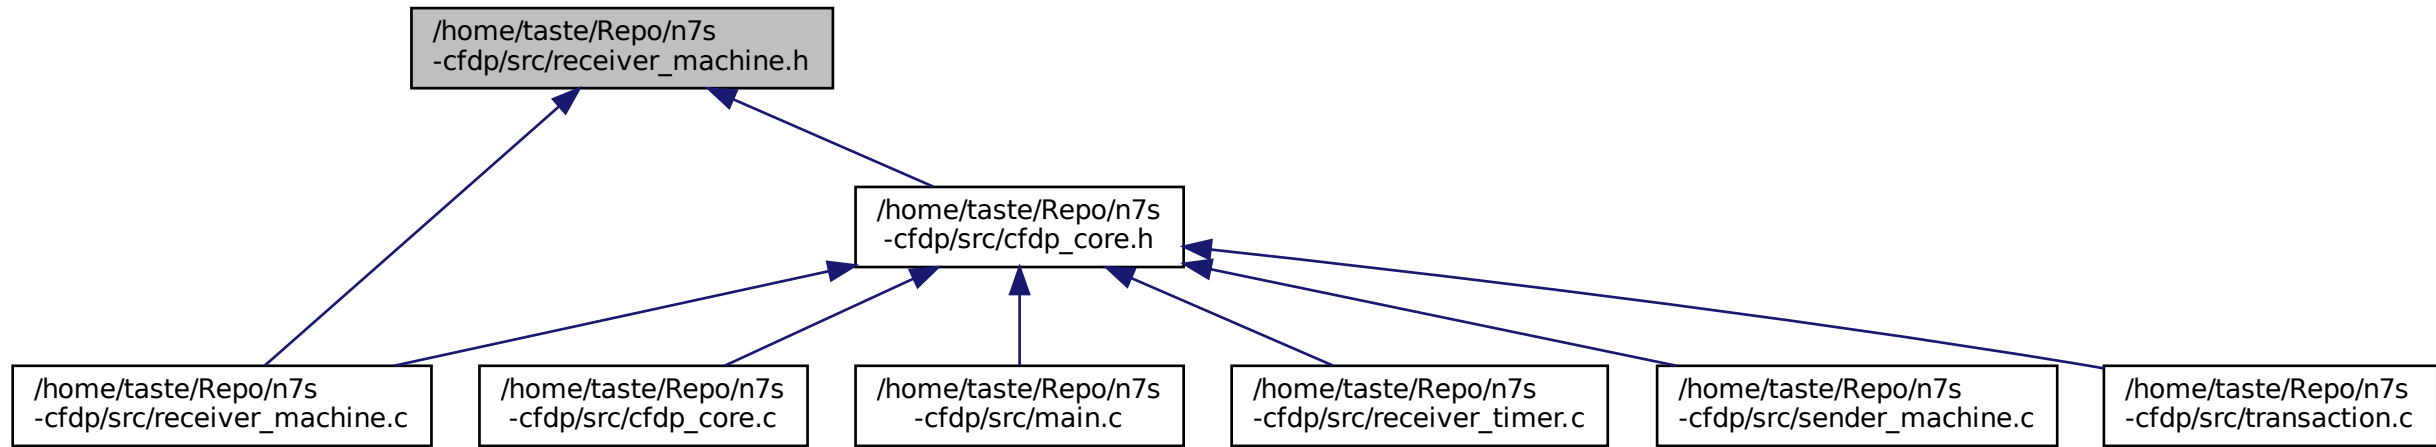 /home/taste/Repo/n7s
-cfdp/src/receiver_machine.h
/home/taste/Repo/n7s
-cfdp/src/cfdp_core.h
/home/taste/Repo/n7s
-cfdp/src/receiver_machine.c
/home/taste/Repo/n7s
-cfdp/src/cfdp_core.c
/home/taste/Repo/n7s
-cfdp/src/main.c
/home/taste/Repo/n7s
-cfdp/src/receiver_timer.c
/home/taste/Repo/n7s
-cfdp/src/sender_machine.c
/home/taste/Repo/n7s
-cfdp/src/transaction.c